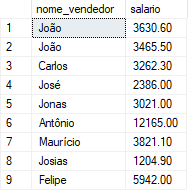 nome_vendedor salario
1 João 3630.60
2 João 3465.50
3 Carlos 3262.30
4 José 2386.00
5 Jonas 3021.00
6 Antônio 12165.00
7 Maurício 3821.10
8 Josias 1204.90
9 Felipe 5942.00